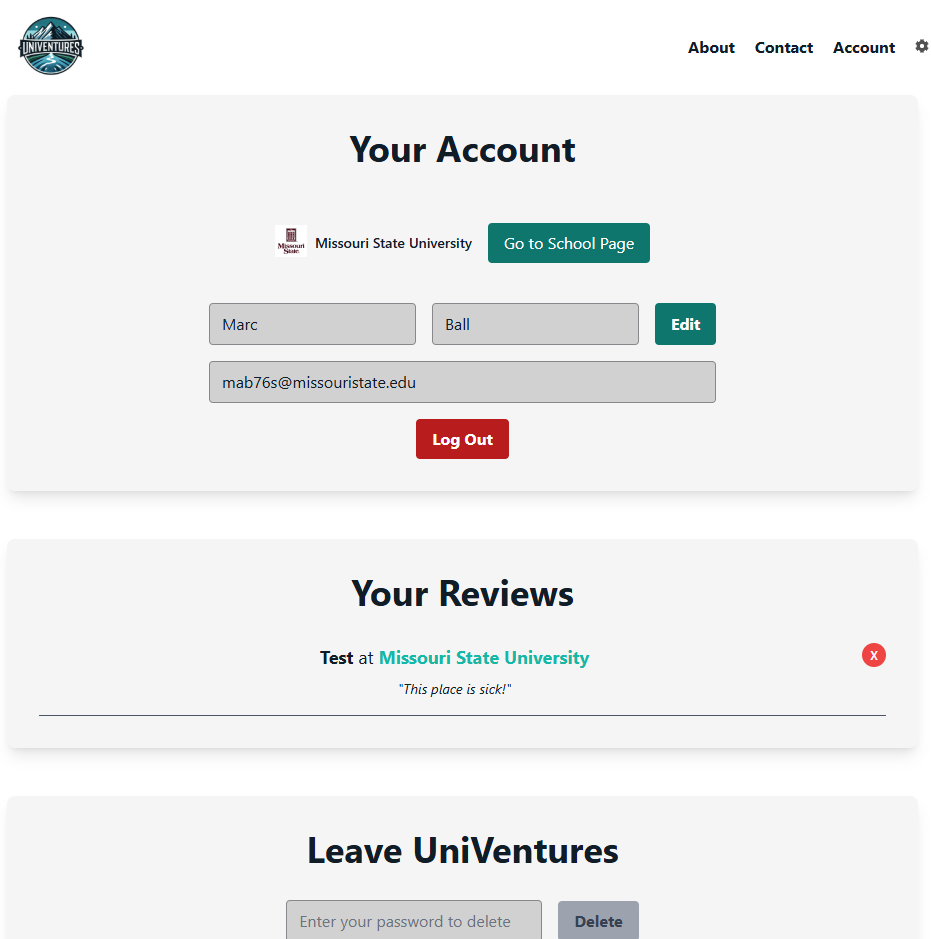 UNIVENTURES
About Contact Account
Your Account
Missouri
State
Missouri State University Go to School Page
Marc Ball Edit
mab76s@missouristate.edu
Log Out
Your Reviews
Test at Missouri State University X
"This place is sick!"
Leave UniVentures
Enter your password to delete Delete